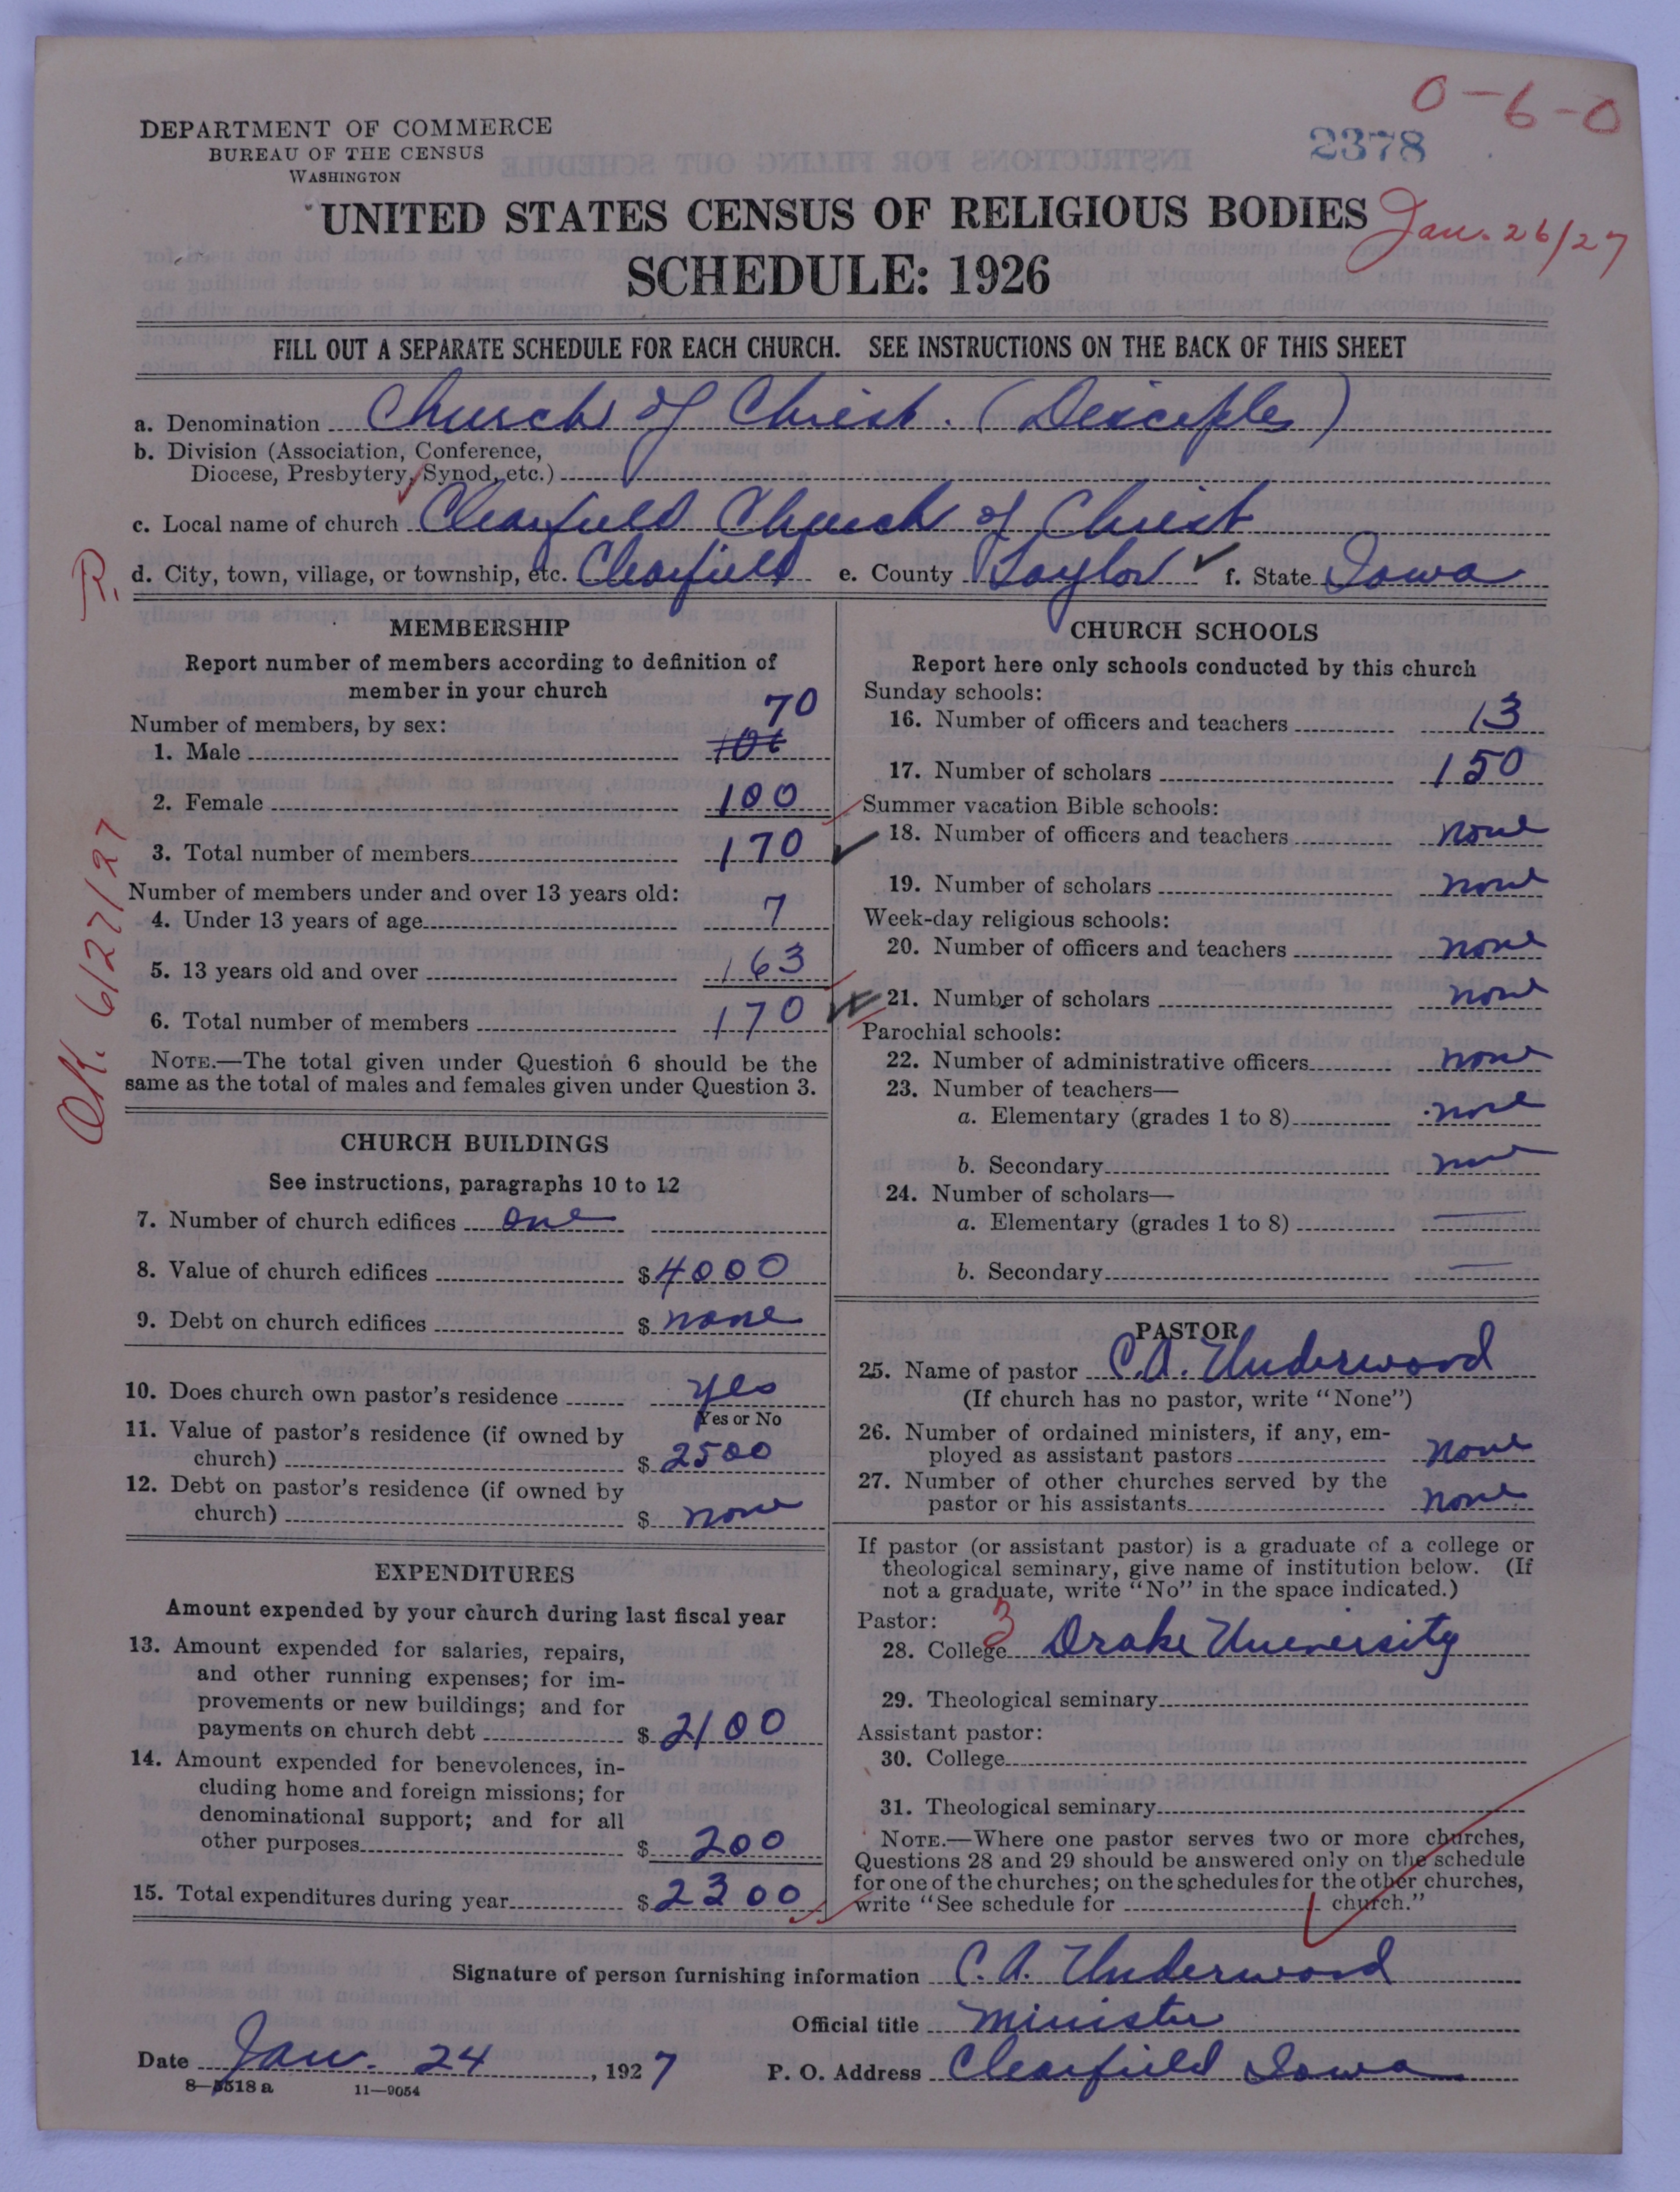 0-6-0
DEPARTMENT OF COMMERCE
BUREAU OF THE CENSUS
WASHINGTON
2378
UNITED STATES CENSUS OF RELIGIOUS BODIES
Jan. 26/27
SCHEDULE: 1926
FILL OUT A SEPARATE SCHEDULE FOR EACH CHURCH. SEE INSTRUCTIONS ON THE BACK OF THIS SHEET
a. Denomination Church of Christ. (Disciples)
b. Division (Association, Conference,
Diocese, Presbytery, Synod, etc.)
c. Local name of church Clearfield Church of Christ
R.
d. City, town, village, or township, etc. Clearfield e. County Taylor f. State Iowa
MEMBERSHIP
Report number of members according to definition of
member in your church
Number of members, by sex:
70
1. Male
2. Female 100
3. Total number of members 170
Number of members under and over 13 years old:
4. Under 13 years of age 7
5. 13 years old and over 163
6. Total number of members 170
NOTE.—The total given under Question 6 should be the
same as the total of males and females given under Question 3.
O.K. 6/27/27
CHURCH BUILDINGS
See instructions, paragraphs 10 to 12
7. Number of church edifices one
8. Value of church edifices $ 4000
9. Debt on church edifices $ none
10. Does church own pastor's residence yes
Yes or No
11. Value of pastor's residence (if owned by
church) $ 2500
12. Debt on pastor's residence (if owned by
church) $ none
EXPENDITURES
Amount expended by your church during last fiscal year
13. Amount expended for salaries, repairs,
and other running expenses; for im-
provements or new buildings; and for
payments on church debt $ 2100
14. Amount expended for benevolences, in-
cluding home and foreign missions; for
denominational support; and for all
other purposes $ 200
15. Total expenditures during year $ 2300
CHURCH SCHOOLS
Report here only schools conducted by this church
Sunday schools:
16. Number of officers and teachers 13
17. Number of scholars 150
Summer vacation Bible schools:
18. Number of officers and teachers none
19. Number of scholars none
Week-day religious schools:
20. Number of officers and teachers none
21. Number of scholars none
Parochial schools:
22. Number of administrative officers none
23. Number of teachers—
a. Elementary (grades 1 to 8) none
b. Secondary none
24. Number of scholars—
a. Elementary (grades 1 to 8)
b. Secondary
PASTOR
25. Name of pastor C.A. Underwood
(If church has no pastor, write "None")
26. Number of ordained ministers, if any, em-
ployed as assistant pastors none
27. Number of other churches served by the
pastor or his assistants none
If pastor (or assistant pastor) is a graduate of a college or
theological seminary, give name of institution below. (If
not a graduate, write "No" in the space indicated.)
Pastor: 3
28. College Drake University
29. Theological seminary
Assistant pastor:
30. College
31. Theological seminary
NOTE.—Where one pastor serves two or more churches,
Questions 28 and 29 should be answered only on the schedule
for one of the churches; on the schedules for the other churches,
write "See schedule for church."
Signature of person furnishing information C. A. Underwood
Official title Minister
Date Jan. 24, 1927 P. O. Address Clearfield Iowa
8—5518 a 11—9054